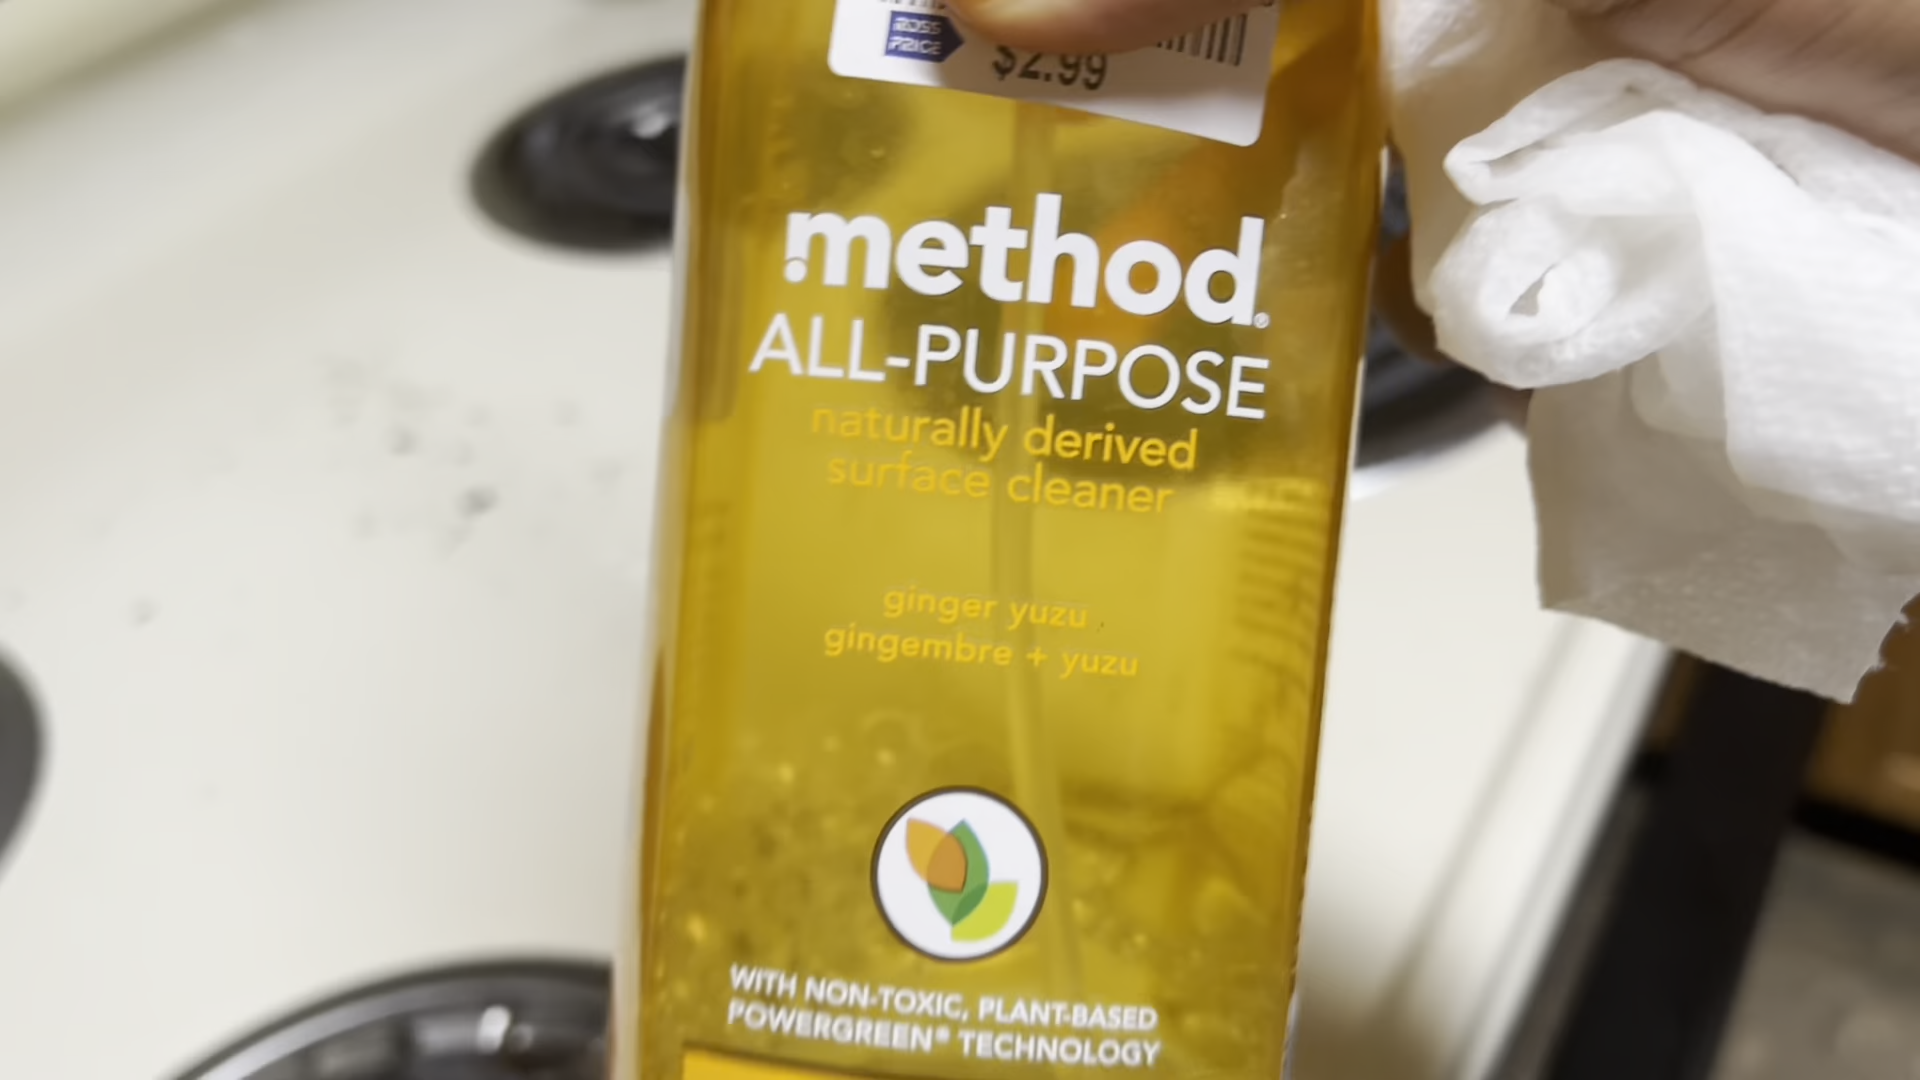 ROSS
PRICE
$2.99
method®
ALL-PURPOSE
naturally derived
surface cleaner
ginger yuzu
gingembre + yuzu
WITH NON-TOXIC, PLANT-BASED
POWERGREEN® TECHNOLOGY